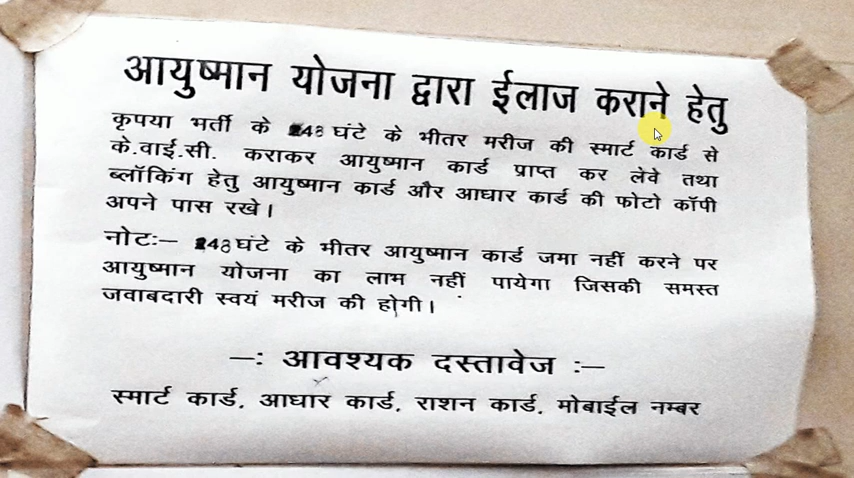 आयुष्मान योजना द्वारा ईलाज कराने हेतु
कृपया भर्ती के 48 घंटे के भीतर मरीज की स्मार्ट कार्ड से
के.वाई.सी. कराकर आयुष्मान कार्ड प्राप्त कर लेवे तथा
ब्लॉकिंग हेतु आयुष्मान कार्ड और आधार कार्ड की फोटो कॉपी
अपने पास रखे।
नोटः– 48 घंटे के भीतर आयुष्मान कार्ड जमा नहीं करने पर
आयुष्मान योजना का लाभ नहीं पायेगा जिसकी समस्त
जवाबदारी स्वयं मरीज की होगी।
–: आवश्यक दस्तावेज :–
स्मार्ट कार्ड, आधार कार्ड, राशन कार्ड, मोबाईल नम्बर